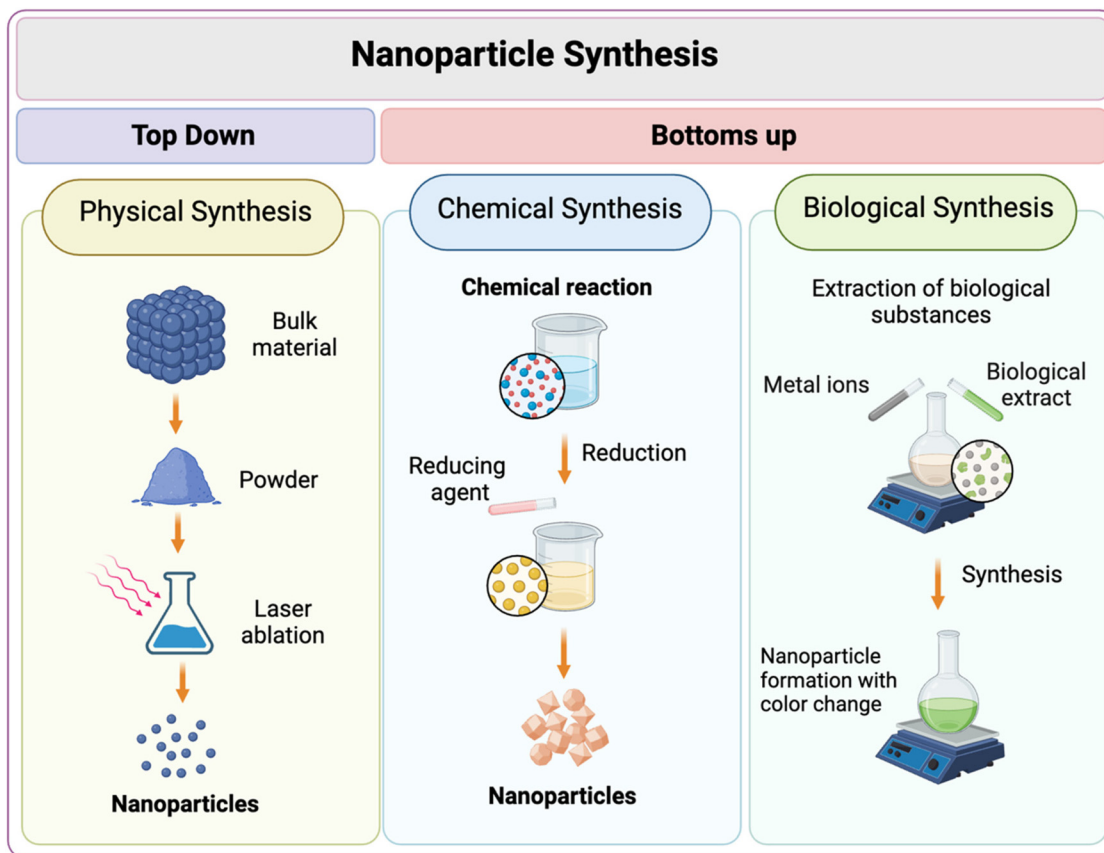 Nanoparticle Synthesis
Top Down
Bottoms up
Physical Synthesis
Bulk
material
Powder
Laser
ablation
Nanoparticles
Chemical Synthesis
Chemical reaction
Reduction
Reducing
agent
Nanoparticles
Biological Synthesis
Extraction of biological
substances
Metal ions
Biological
extract
Synthesis
Nanoparticle
formation with
color change